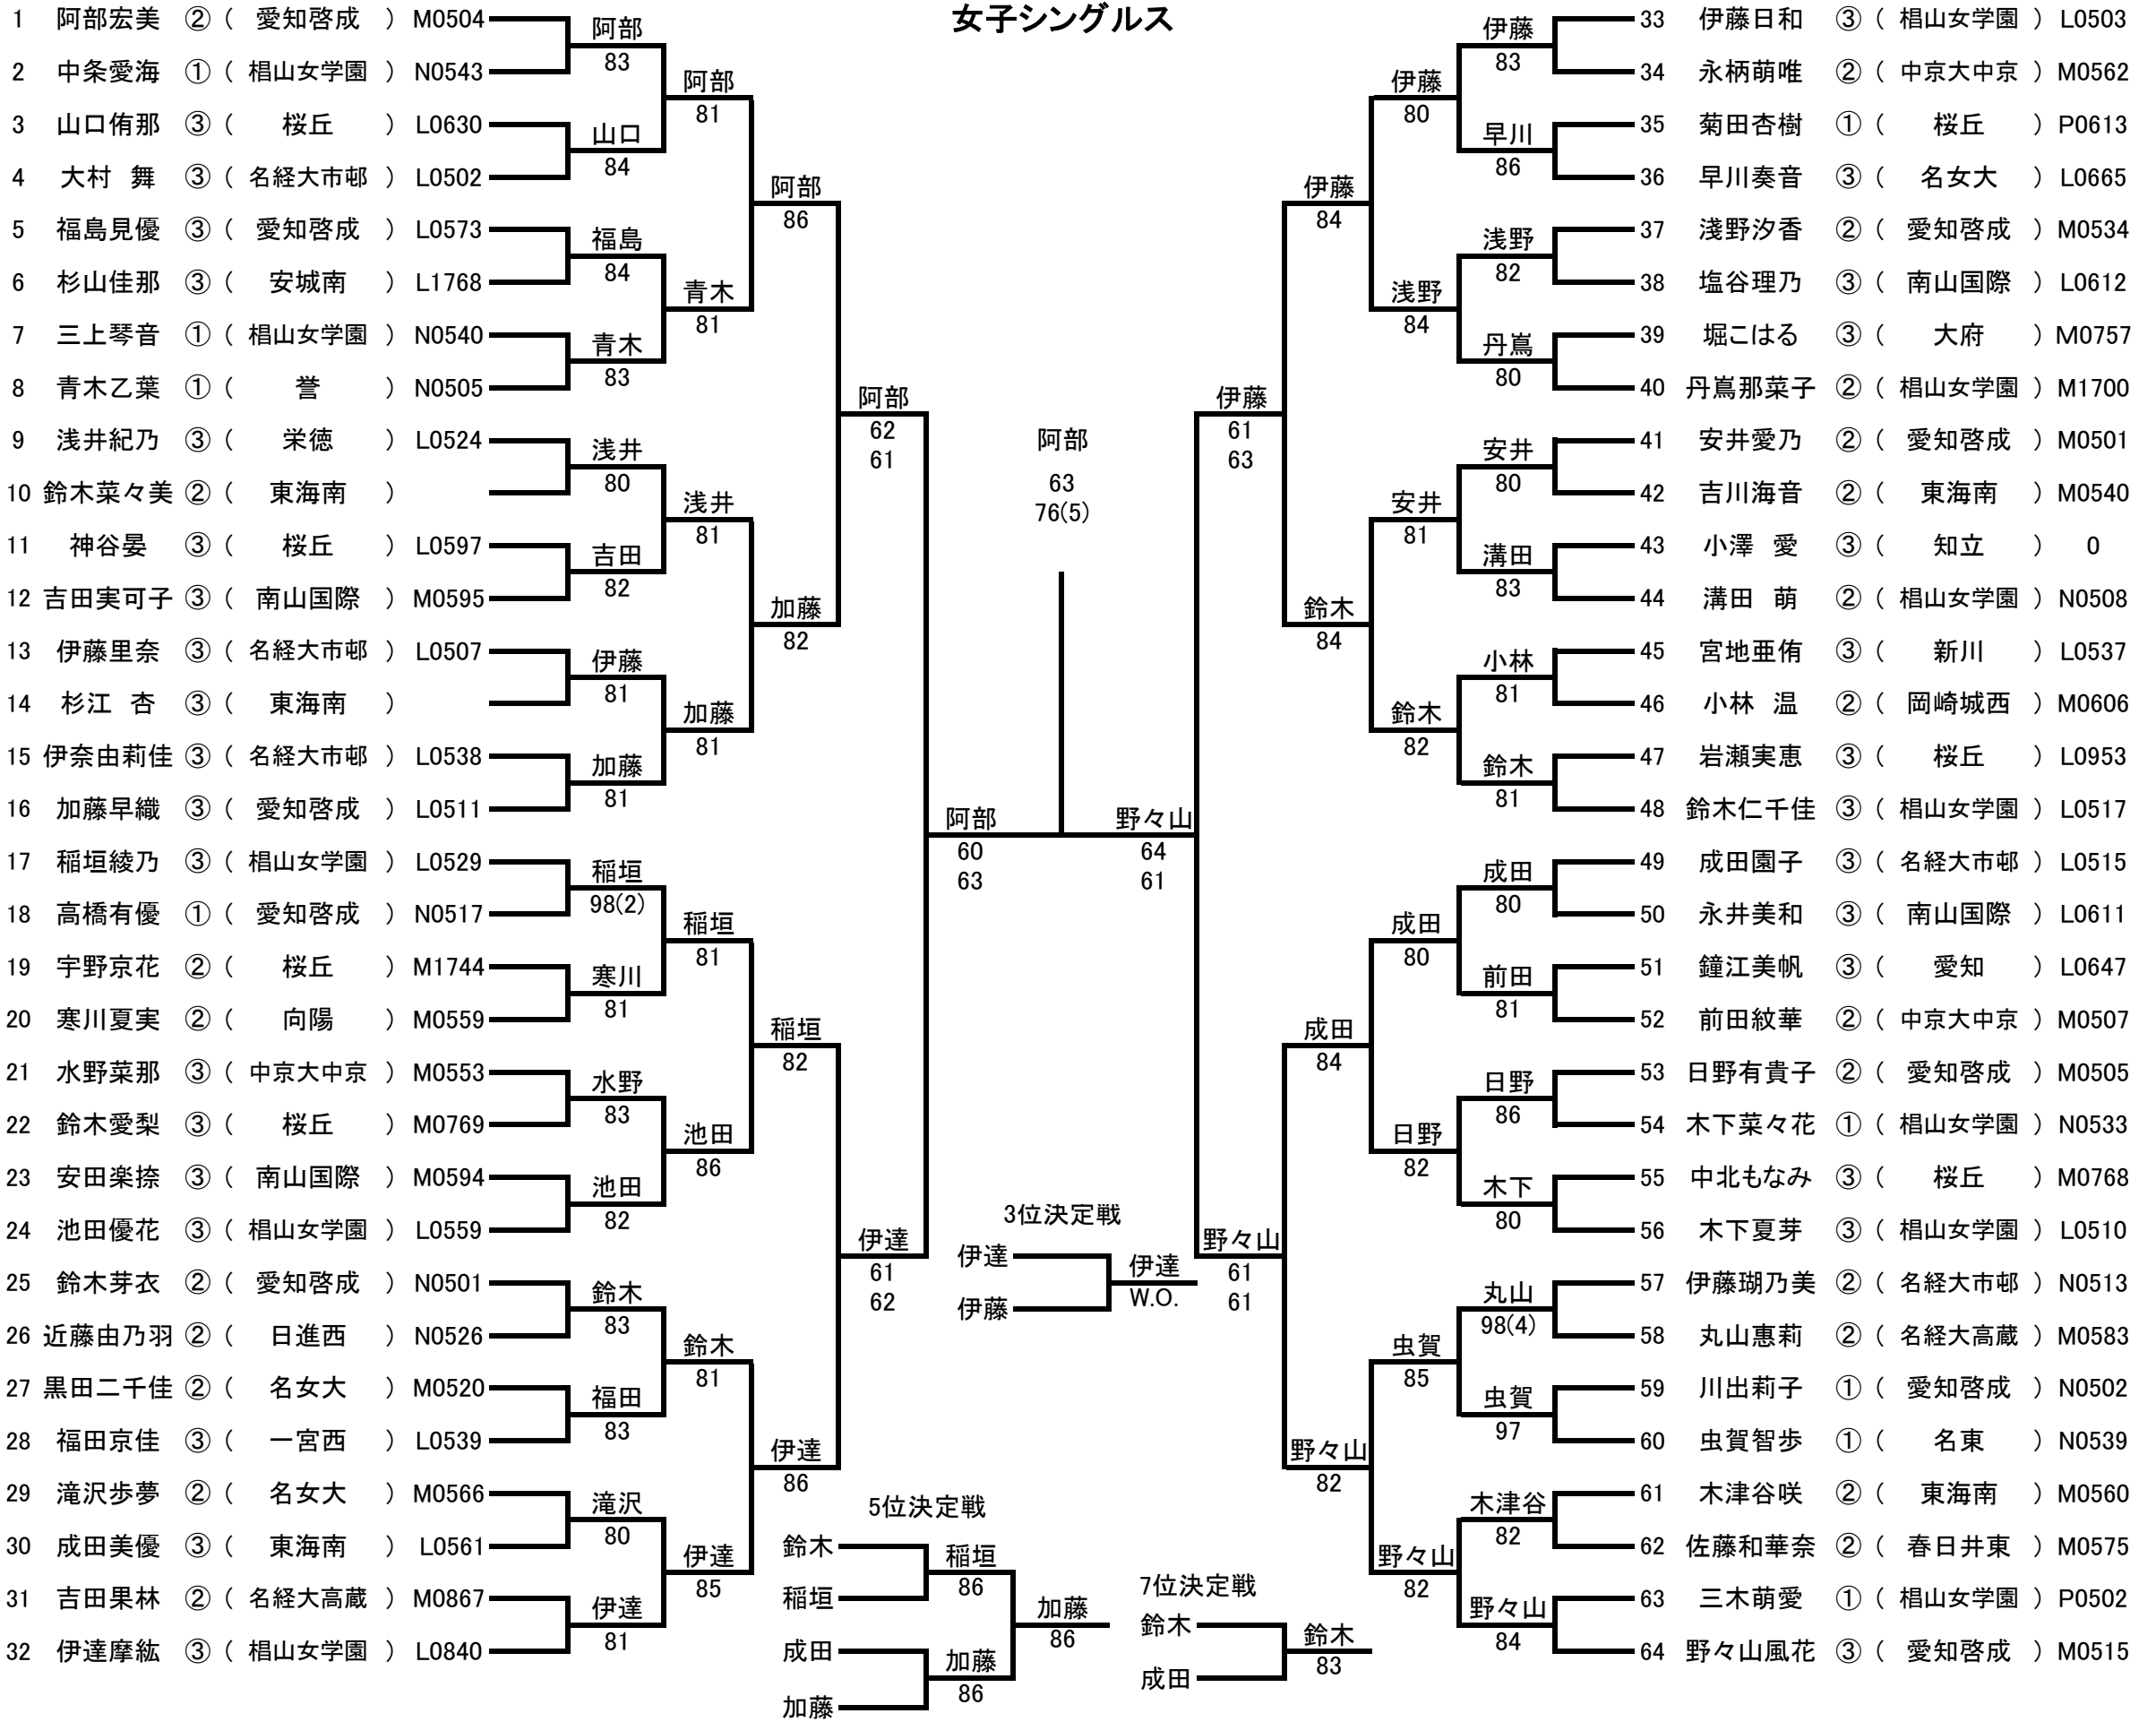 女子シングルス
1 阿部宏美 ② ( 愛知啓成 ) M0504
2 中条愛海 ① ( 椙山女学園 ) N0543
3 山口侑那 ③ ( 桜丘 ) L0630
4 大村 舞 ③ ( 名経大市邨 ) L0502
5 福島見優 ③ ( 愛知啓成 ) L0573
6 杉山佳那 ③ ( 安城南 ) L1768
7 三上琴音 ① ( 椙山女学園 ) N0540
8 青木乙葉 ① ( 誉 ) N0505
9 浅井紀乃 ③ ( 栄徳 ) L0524
10 鈴木菜々美 ② ( 東海南 )
11 神谷晏 ③ ( 桜丘 ) L0597
12 吉田実可子 ③ ( 南山国際 ) M0595
13 伊藤里奈 ③ ( 名経大市邨 ) L0507
14 杉江 杏 ③ ( 東海南 )
15 伊奈由莉佳 ③ ( 名経大市邨 ) L0538
16 加藤早織 ③ ( 愛知啓成 ) L0511
17 稲垣綾乃 ③ ( 椙山女学園 ) L0529
18 高橋有優 ① ( 愛知啓成 ) N0517
19 宇野京花 ② ( 桜丘 ) M1744
20 寒川夏実 ② ( 向陽 ) M0559
21 水野菜那 ③ ( 中京大中京 ) M0553
22 鈴木愛梨 ③ ( 桜丘 ) M0769
23 安田楽捺 ③ ( 南山国際 ) M0594
24 池田優花 ③ ( 椙山女学園 ) L0559
25 鈴木芽衣 ② ( 愛知啓成 ) N0501
26 近藤由乃羽 ② ( 日進西 ) N0526
27 黒田二千佳 ② ( 名女大 ) M0520
28 福田京佳 ③ ( 一宮西 ) L0539
29 滝沢歩夢 ② ( 名女大 ) M0566
30 成田美優 ③ ( 東海南 ) L0561
31 吉田果林 ② ( 名経大高蔵 ) M0867
32 伊達摩紘 ③ ( 椙山女学園 ) L0840
阿部
83
山口
84
福島
84
青木
83
浅井
80
吉田
82
伊藤
81
加藤
81
稲垣
98(2)
寒川
81
水野
83
池田
82
鈴木
83
福田
83
滝沢
80
伊達
81
阿部
81
青木
81
浅井
81
加藤
81
稲垣
81
池田
86
鈴木
81
伊達
85
阿部
86
加藤
82
稲垣
82
伊達
86
阿部
62
61
伊達
61
62
阿部
60
63
阿部
63
76(5)
野々山
64
61
伊藤
61
63
野々山
61
61
伊藤
84
鈴木
84
成田
84
野々山
82
伊藤
80
浅野
84
安井
81
鈴木
82
成田
80
日野
82
虫賀
85
野々山
82
伊藤
83
早川
86
浅野
82
丹嶌
80
安井
80
溝田
83
小林
81
鈴木
81
成田
80
前田
81
日野
86
木下
80
丸山
98(4)
虫賀
97
木津谷
82
野々山
84
33 伊藤日和 ③ ( 椙山女学園 ) L0503
34 永柄萌唯 ② ( 中京大中京 ) M0562
35 菊田杏樹 ① ( 桜丘 ) P0613
36 早川奏音 ③ ( 名女大 ) L0665
37 淺野汐香 ② ( 愛知啓成 ) M0534
38 塩谷理乃 ③ ( 南山国際 ) L0612
39 堀こはる ③ ( 大府 ) M0757
40 丹嶌那菜子 ② ( 椙山女学園 ) M1700
41 安井愛乃 ② ( 愛知啓成 ) M0501
42 吉川海音 ② ( 東海南 ) M0540
43 小澤 愛 ③ ( 知立 ) 0
44 溝田 萌 ② ( 椙山女学園 ) N0508
45 宮地亜侑 ③ ( 新川 ) L0537
46 小林 温 ② ( 岡崎城西 ) M0606
47 岩瀬実恵 ③ ( 桜丘 ) L0953
48 鈴木仁千佳 ③ ( 椙山女学園 ) L0517
49 成田園子 ③ ( 名経大市邨 ) L0515
50 永井美和 ③ ( 南山国際 ) L0611
51 鐘江美帆 ③ ( 愛知 ) L0647
52 前田紋華 ② ( 中京大中京 ) M0507
53 日野有貴子 ② ( 愛知啓成 ) M0505
54 木下菜々花 ① ( 椙山女学園 ) N0533
55 中北もなみ ③ ( 桜丘 ) M0768
56 木下夏芽 ③ ( 椙山女学園 ) L0510
57 伊藤瑚乃美 ② ( 名経大市邨 ) N0513
58 丸山惠莉 ② ( 名経大高蔵 ) M0583
59 川出莉子 ① ( 愛知啓成 ) N0502
60 虫賀智歩 ① ( 名東 ) N0539
61 木津谷咲 ② ( 東海南 ) M0560
62 佐藤和華奈 ② ( 春日井東 ) M0575
63 三木萌愛 ① ( 椙山女学園 ) P0502
64 野々山風花 ③ ( 愛知啓成 ) M0515
3位決定戦
伊達
伊藤
伊達
W.O.
5位決定戦
鈴木
稲垣
成田
加藤
稲垣
86
加藤
86
加藤
86
7位決定戦
鈴木
成田
鈴木
83